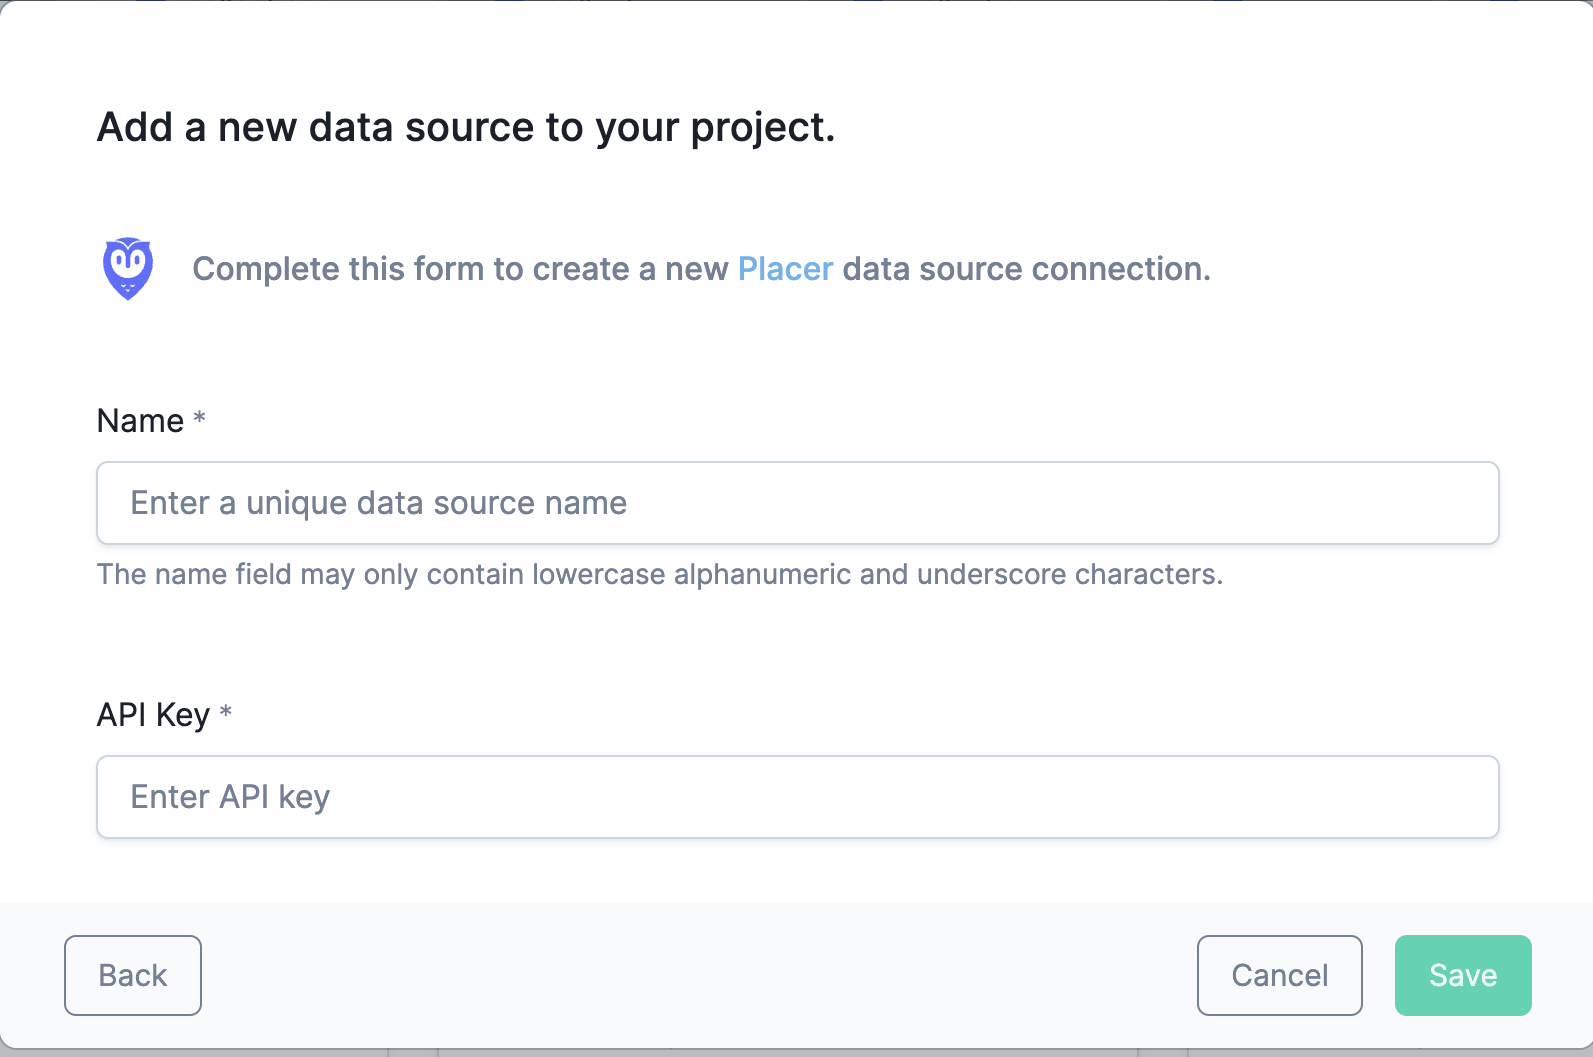 Add a new data source to your project.
Complete this form to create a new Placer data source connection.
Name *
Enter a unique data source name
The name field may only contain lowercase alphanumeric and underscore characters.
API Key *
Enter API key
Back
Cancel
Save